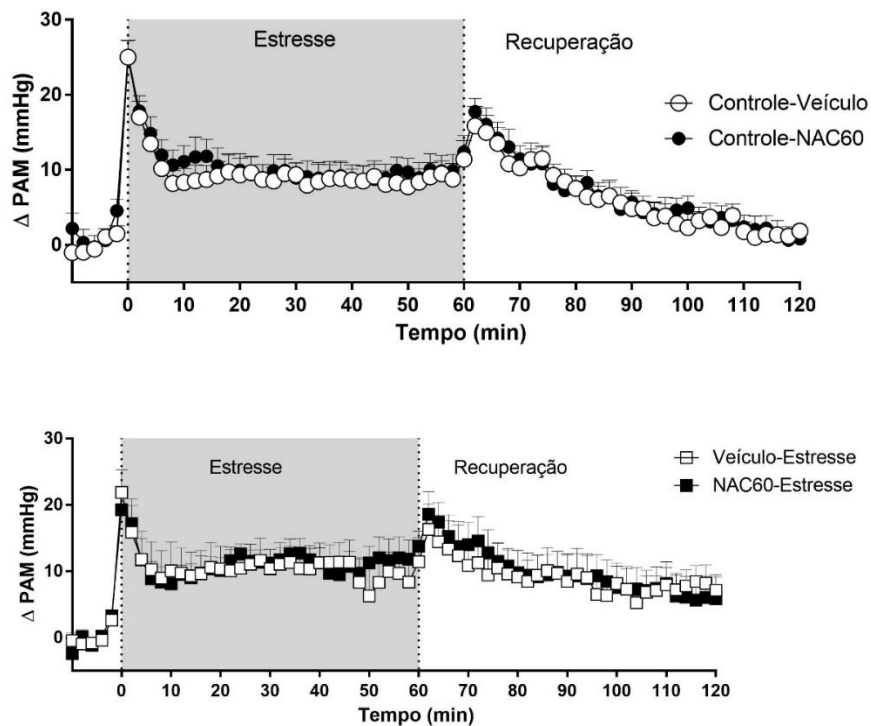 30
20
10
0
Δ PAM (mmHg)
Estresse
Recuperação
Controle-Veículo
Controle-NAC60
0 10 20 30 40 50 60 70 80 90 100 110 120
Tempo (min)
30
20
10
0
Δ PAM (mmHg)
Estresse
Recuperação
Veículo-Estresse
NAC60-Estresse
0 10 20 30 40 50 60 70 80 90 100 110 120
Tempo (min)